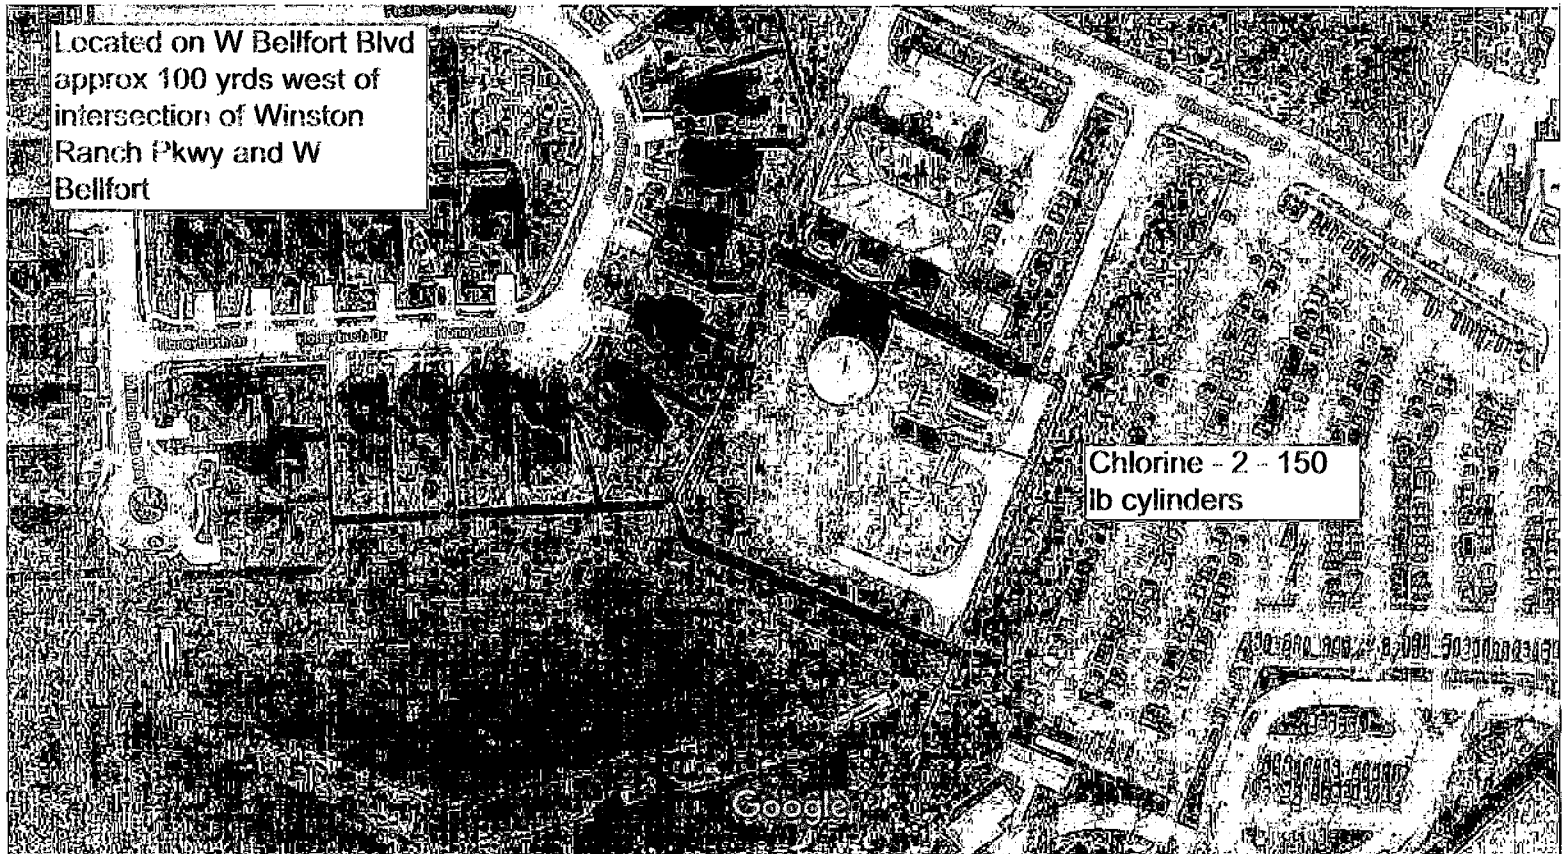 Located on W Bellfort Blvd
approx 100 yrds west of
intersection of Winston
Ranch Pkwy and W
Bellfort
Honeybush Dr
Honeybush Dr
Honeybush Dr
Chlorine - 2 - 150
lb cylinders
Google